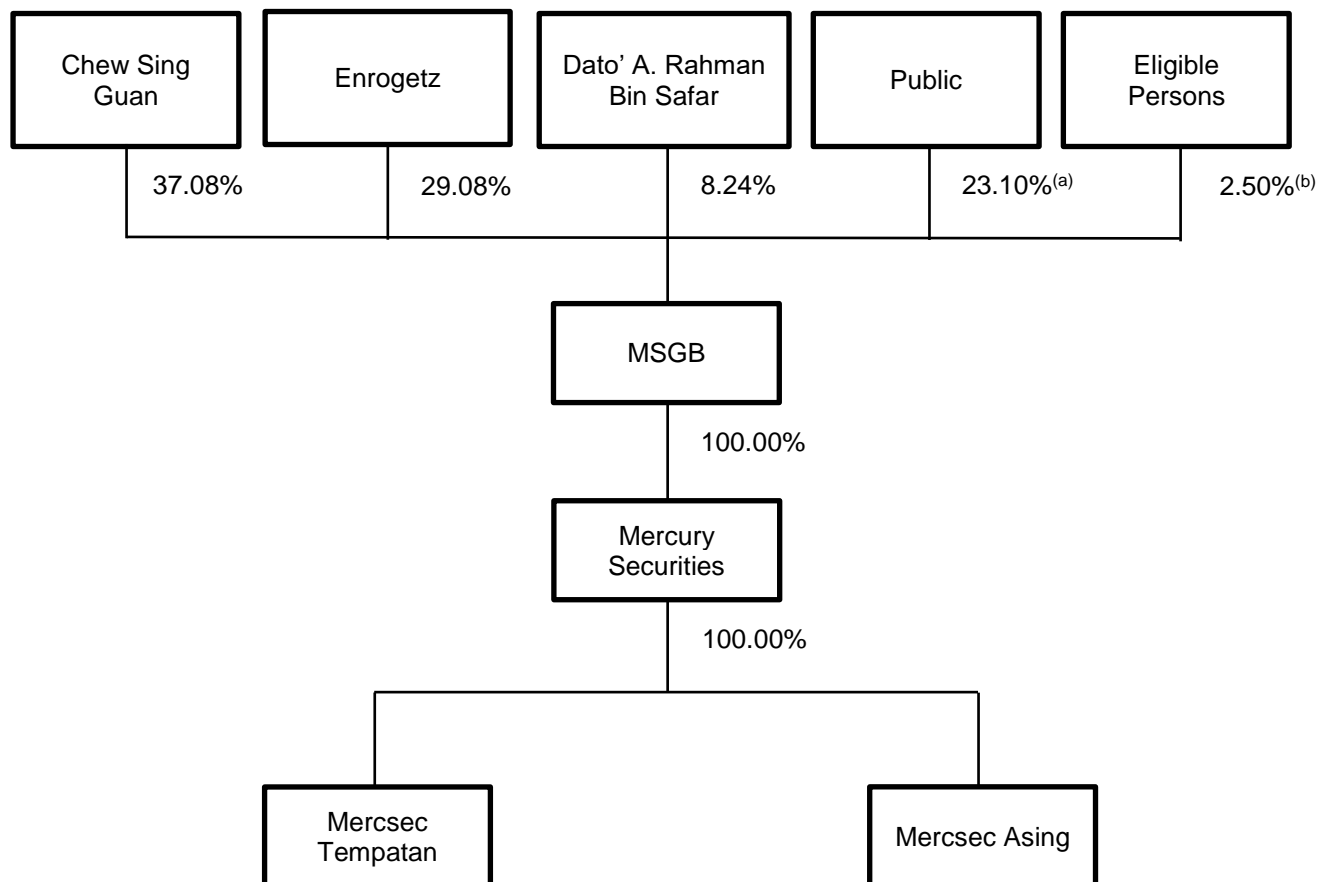 Chew Sing
Guan
Enrogetz
Dato’ A. Rahman
Bin Safar
Public
Eligible
Persons
37.08%
29.08%
8.24%
23.10%(a)
2.50%(b)
MSGB
100.00%
Mercury
Securities
100.00%
Mercsec
Tempatan
Mercsec Asing